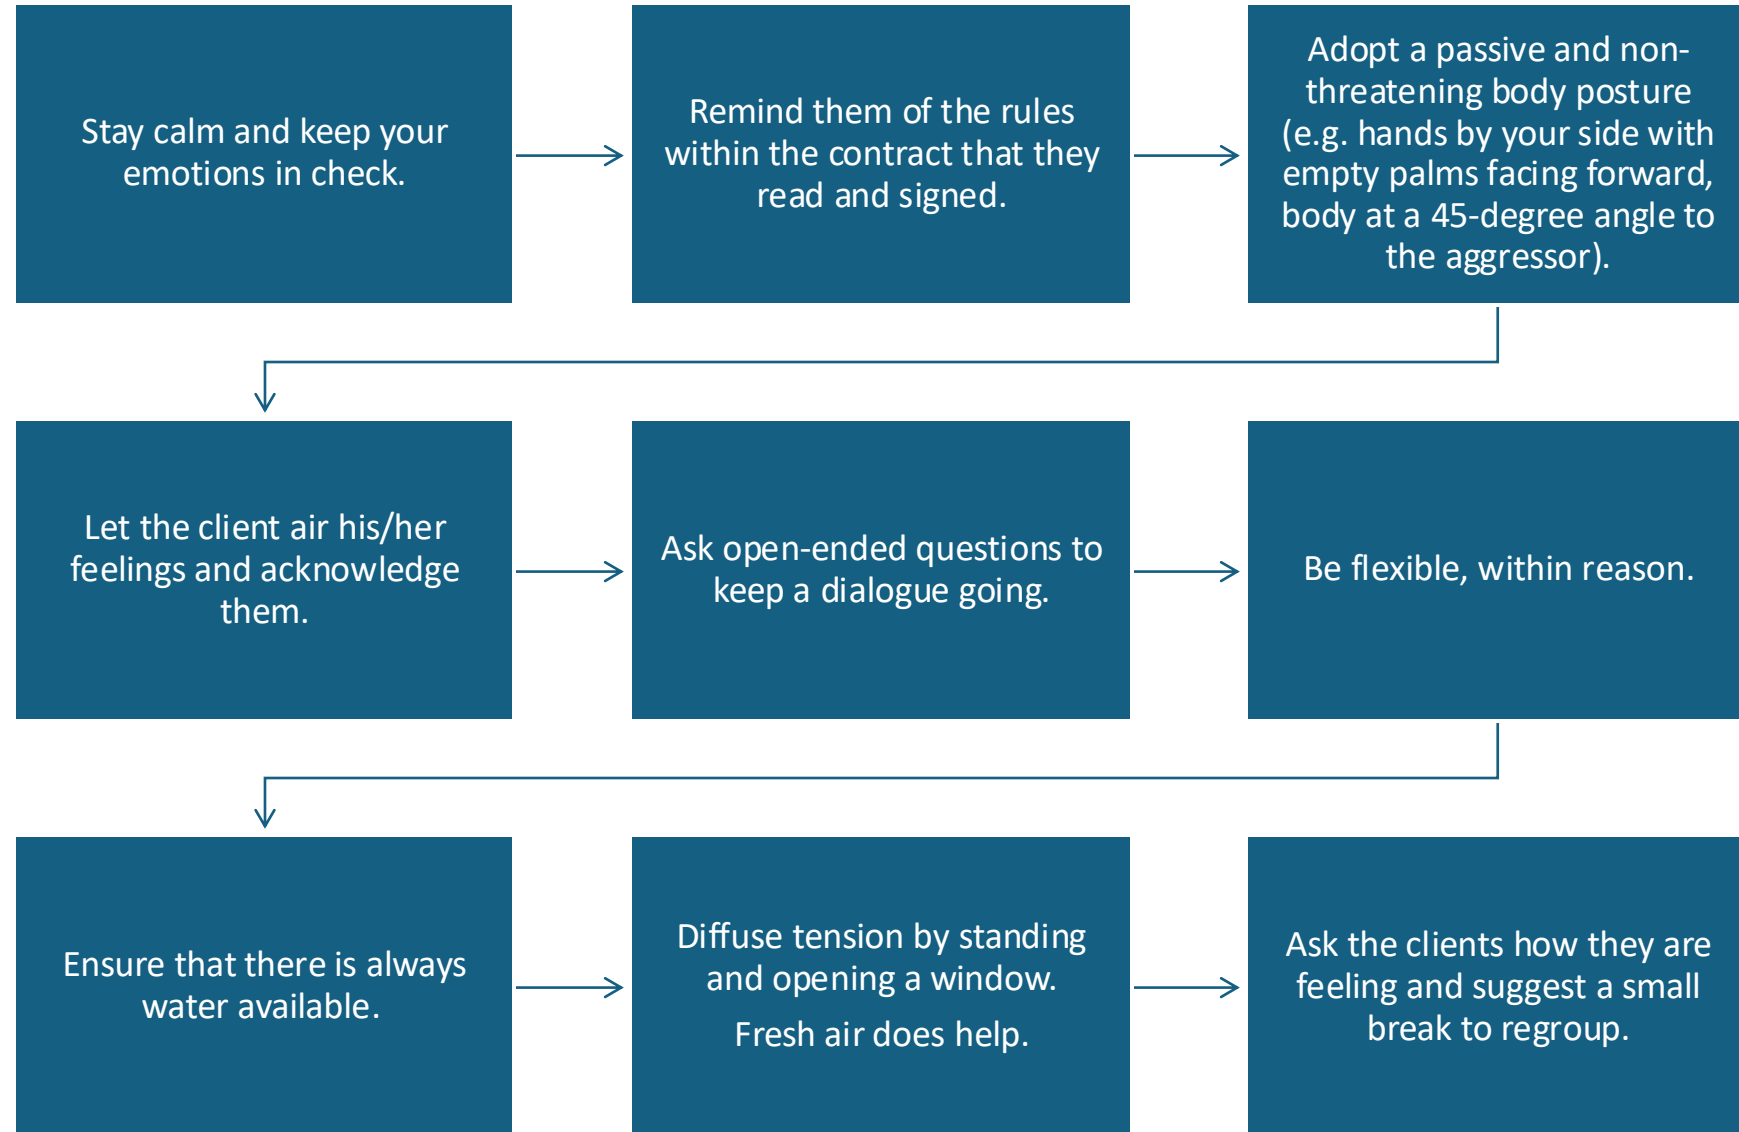 Stay calm and keep your
emotions in check.
Remind them of the rules
within the contract that they
read and signed.
Adopt a passive and non-
threatening body posture
(e.g. hands by your side with
empty palms facing forward,
body at a 45-degree angle to
the aggressor).
Let the client air his/her
feelings and acknowledge
them.
Ask open-ended questions to
keep a dialogue going.
Be flexible, within reason.
Ensure that there is always
water available.
Diffuse tension by standing
and opening a window.
Fresh air does help.
Ask the clients how they are
feeling and suggest a small
break to regroup.